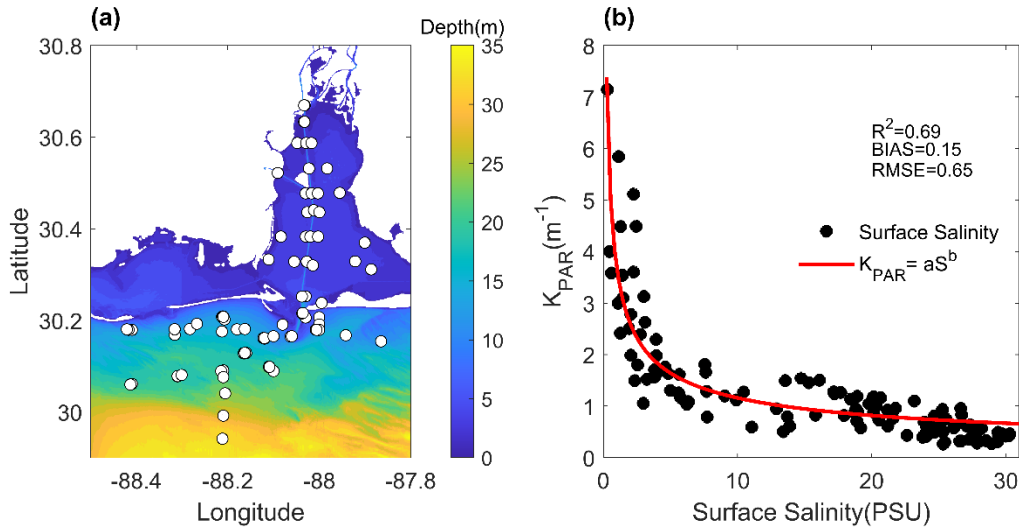 (a)
Depth(m)
30.8
30.6
30.4
30.2
30
Latitude
-88.4
-88.2
-88
-87.8
Longitude
35
30
25
20
15
10
5
0
(b)
8
7
6
5
4
3
2
1
0
K_PAR(m⁻¹)
R²=0.69
BIAS=0.15
RMSE=0.65
Surface Salinity
K_PAR= aSᵇ
0
10
20
30
Surface Salinity(PSU)